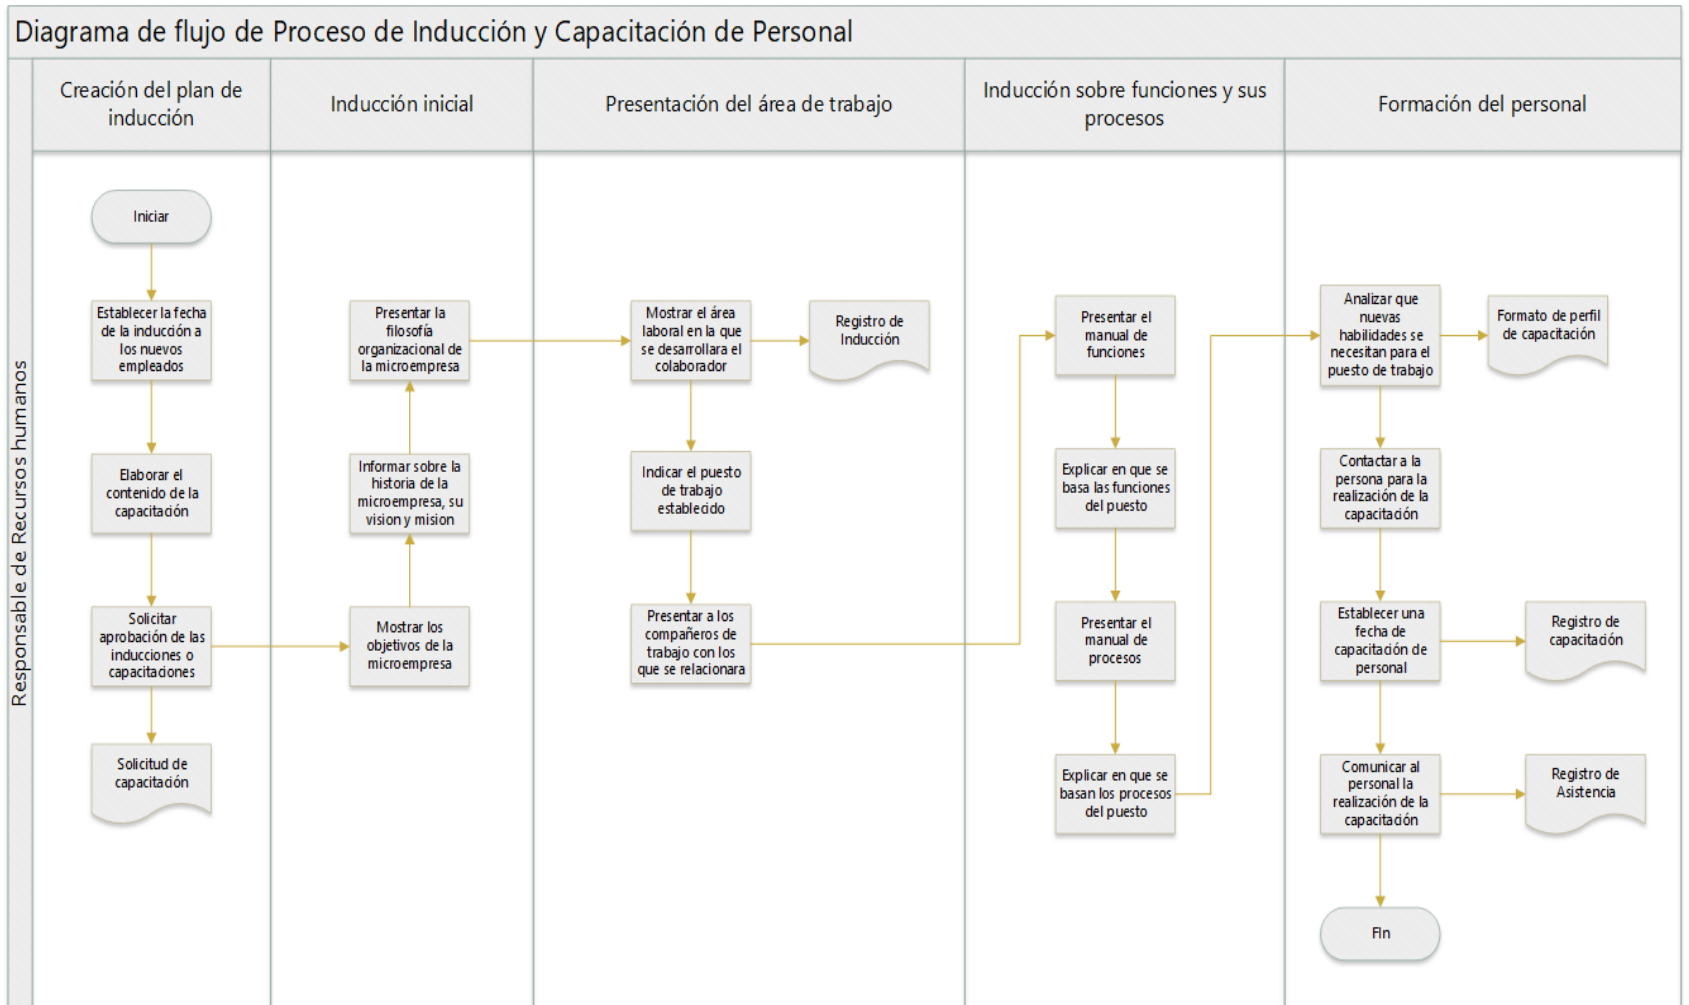 Diagrama de flujo de Proceso de Inducción y Capacitación de Personal
Responsable de Recursos humanos
Creación del plan de
inducción
Inducción inicial
Presentación del área de trabajo
Inducción sobre funciones y sus
procesos
Formación del personal
Iniciar
Establecer la fecha
de la inducción a
los nuevos
empleados
Elaborar el
contenido de la
capacitación
Solicitar
aprobación de las
inducciones o
capacitaciones
Solicitud de
capacitación
Presentar la
filosofía
organizacional de
la microempresa
Informar sobre la
historia de la
microempresa, su
vision y mision
Mostrar los
objetivos de la
microempresa
Mostrar el área
laboral en la que
se desarrollara el
colaborador
Registro de
Inducción
Indicar el puesto
de trabajo
establecido
Presentar a los
compañeros de
trabajo con los
que se relacionara
Presentar el
manual de
funciones
Explicar en que se
basa las funciones
del puesto
Presentar el
manual de
procesos
Explicar en que se
basan los procesos
del puesto
Analizar que
nuevas
habilidades se
necesitan para el
puesto de trabajo
Formato de perfil
de capacitación
Contactar a la
persona para la
realización de la
capacitación
Establecer una
fecha de
capacitación de
personal
Registro de
capacitación
Comunicar al
personal la
realización de la
capacitación
Registro de
Asistencia
FIn